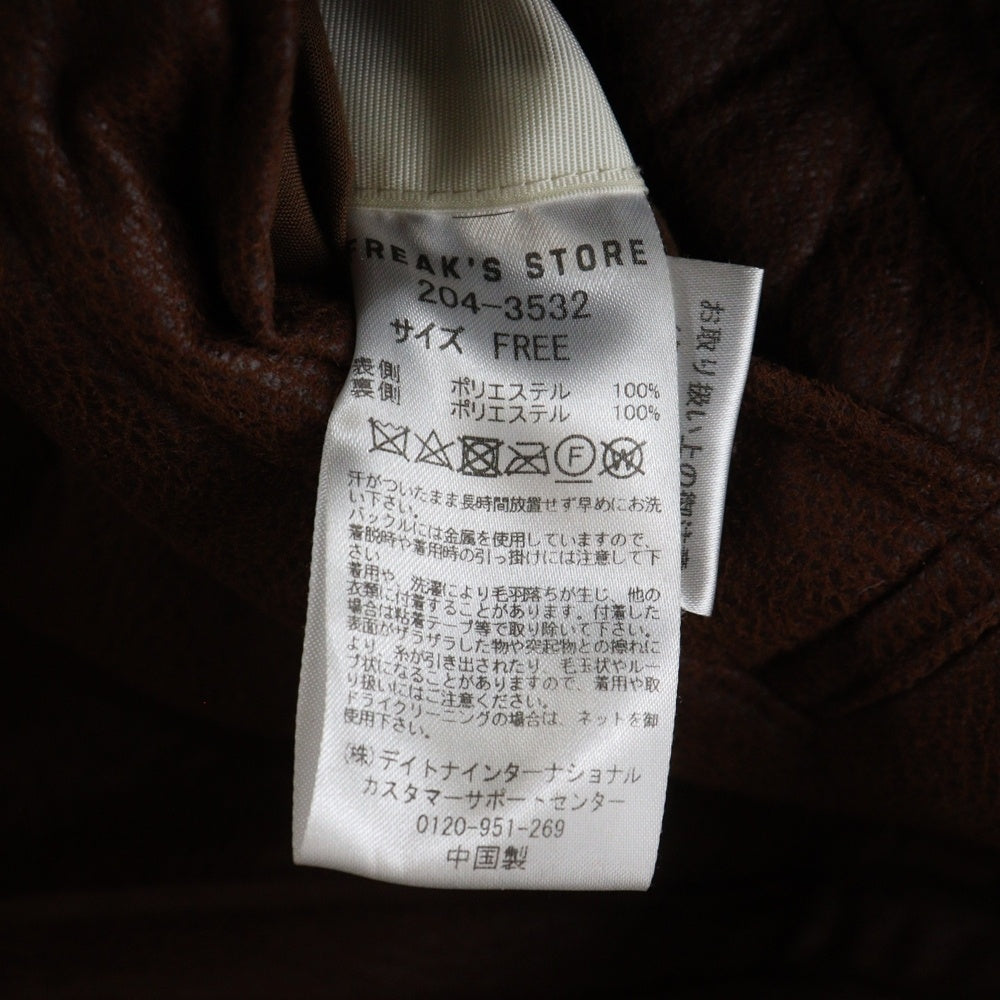 FREAK'S STORE
204-3532
サイズ FREE
表側 ポリエステル 100%
裏側 ポリエステル 100%
F W
汗がついたまま長時間放置せず早めにお洗
い下さい。
バックルには金属を使用していますので、
着脱時や着用時の引っ掛けには注意して下
さい
着用や、洗濯により毛羽落ちが生じ、他の
衣類に付着することがあります。付着した
場合は粘着テープ等で取り除いて下さい。
表面がザラザラした物や突起物との擦れに
より、糸が引き出されたり、毛玉状やルー
プ状になることがありますので、着用や取
り扱いにはご注意ください。
ドライクリーニングの場合は、ネットを御
使用下さい。
(株)デイトナインターナショナル
カスタマーサポートセンター
0120-951-269
中国製
お取り扱い上の御注意